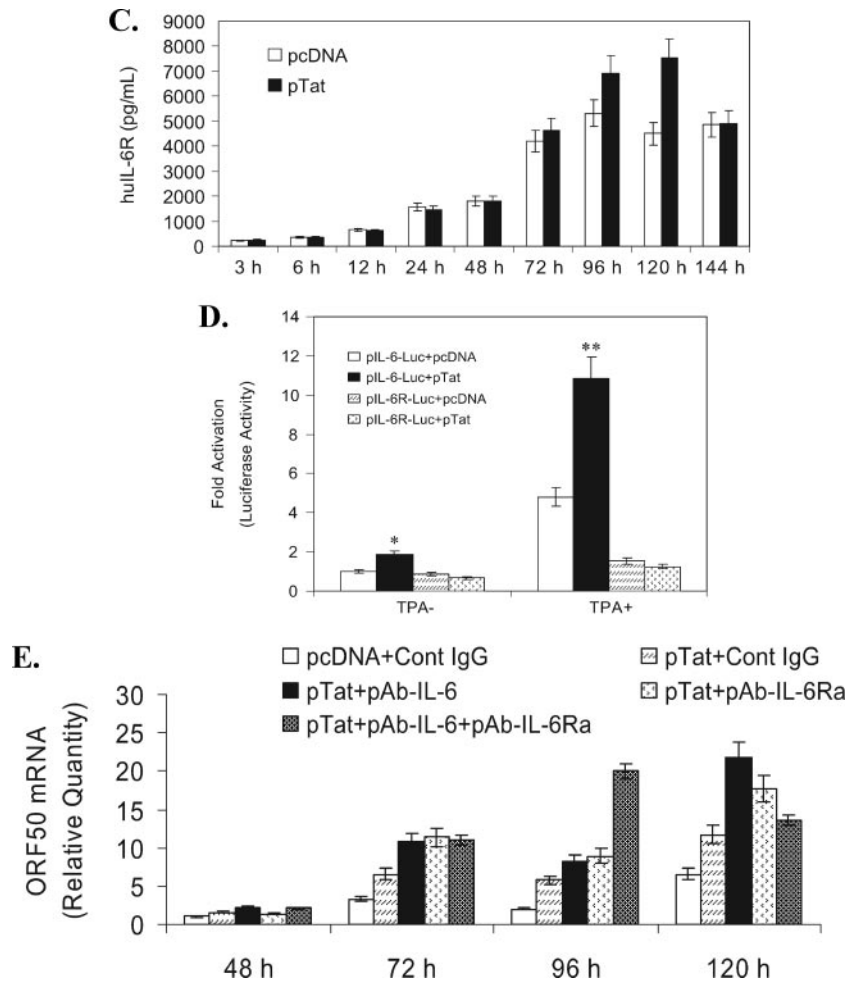 C.
9000
8000
7000
6000
5000
4000
3000
2000
1000
0
huIL-6R (pg/mL)
pcDNA
pTat
3 h 6 h 12 h 24 h 48 h 72 h 96 h 120 h 144 h
D.
14
12
10
8
6
4
2
0
Fold Activation
(Luciferase Activity)
pIL-6-Luc+pcDNA
pIL-6-Luc+pTat
pIL-6R-Luc+pcDNA
pIL-6R-Luc+pTat
*
**
TPA- TPA+
E.
pcDNA+Cont IgG pTat+Cont IgG
pTat+pAb-IL-6 pTat+pAb-IL-6Ra
pTat+pAb-IL-6+pAb-IL-6Ra
30
25
20
15
10
5
0
ORF50 mRNA
(Relative Quantity)
48 h 72 h 96 h 120 h